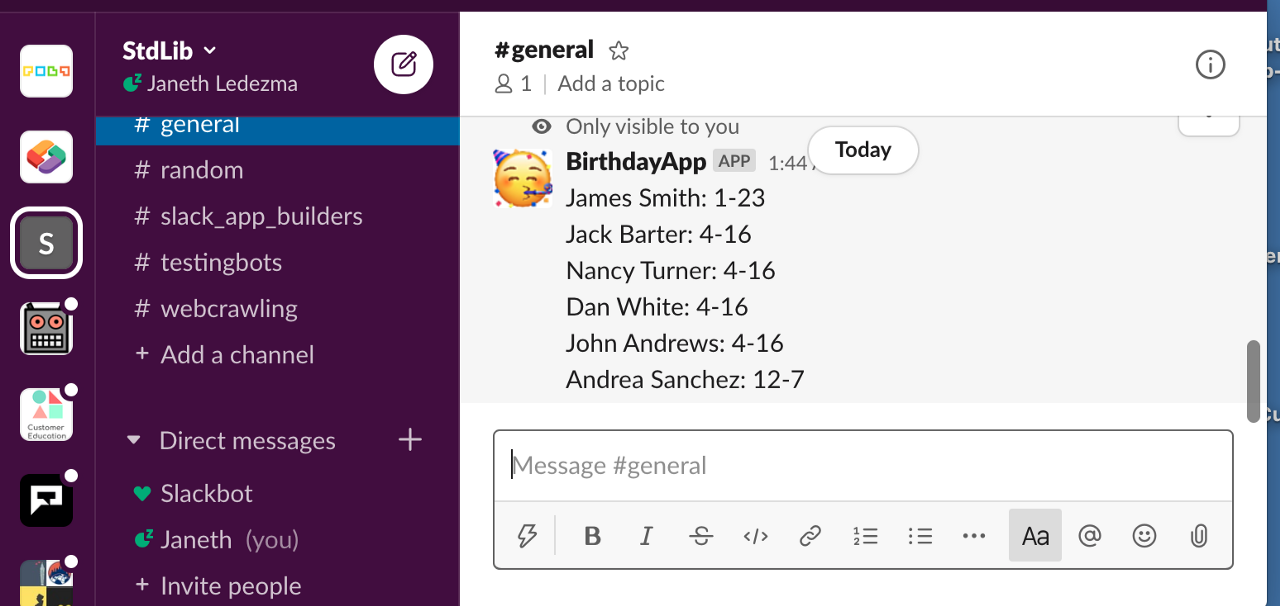 StdLib
Janeth Ledezma
# general
# random
# slack_app_builders
# testingbots
# webcrawling
+ Add a channel
Direct messages
Slackbot
Janeth (you)
+ Invite people
S
Customer
Education
#general
1 | Add a topic
Only visible to you
Today
BirthdayApp APP 1:44
James Smith: 1-23
Jack Barter: 4-16
Nancy Turner: 4-16
Dan White: 4-16
John Andrews: 4-16
Andrea Sanchez: 12-7
Message #general
B I S </> Aa @